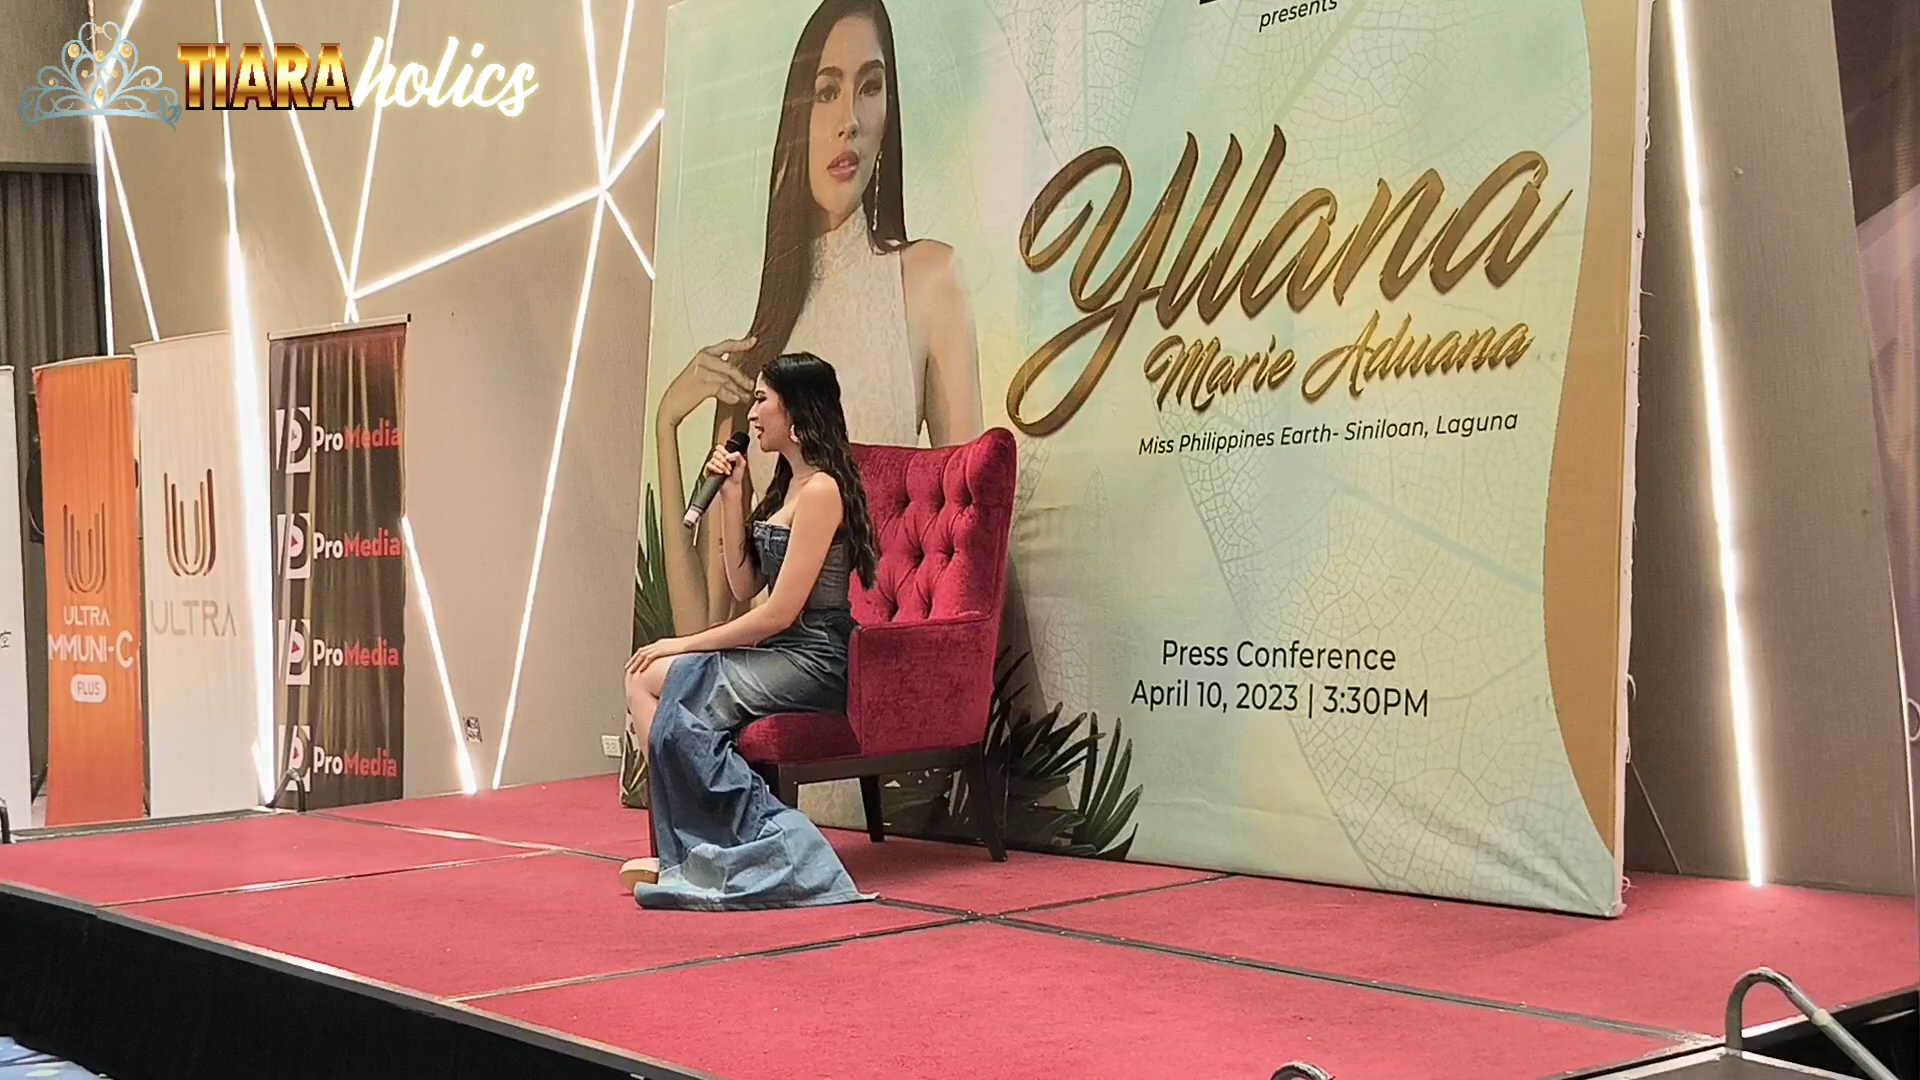 TIARAholics
presents
Yllana
Marie Aduana
Miss Philippines Earth- Siniloan, Laguna
Press Conference
April 10, 2023 | 3:30PM
ULTRA
MMUNI-C
PLUS
ULTRA
ProMedia
ProMedia
ProMedia
ProMedia